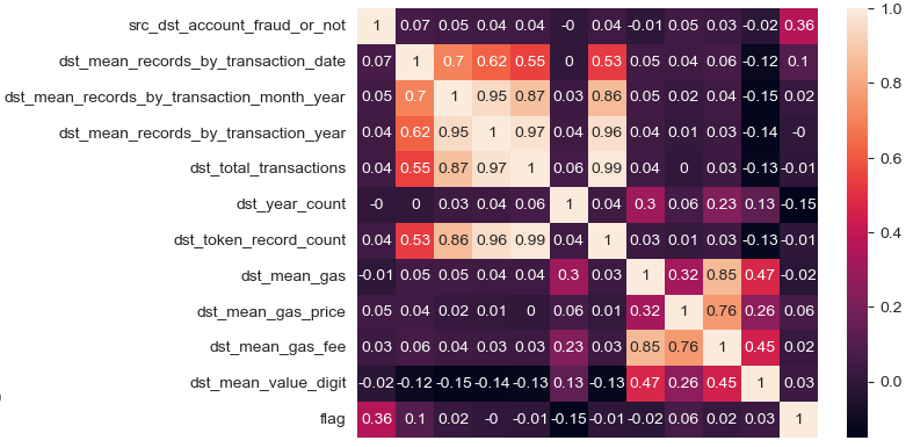 src_dst_account_fraud_or_not 1 0.07 0.05 0.04 0.04 -0 0.04 -0.01 0.05 0.03 -0.02 0.36
dst_mean_records_by_transaction_date 0.07 1 0.7 0.62 0.55 0 0.53 0.05 0.04 0.06 -0.12 0.1
dst_mean_records_by_transaction_month_year 0.05 0.7 1 0.95 0.87 0.03 0.86 0.05 0.02 0.04 -0.15 0.02
dst_mean_records_by_transaction_year 0.04 0.62 0.95 1 0.97 0.04 0.96 0.04 0.01 0.03 -0.14 -0
dst_total_transactions 0.04 0.55 0.87 0.97 1 0.06 0.99 0.04 0 0.03 -0.13 -0.01
dst_year_count -0 0 0.03 0.04 0.06 1 0.04 0.3 0.06 0.23 0.13 -0.15
dst_token_record_count 0.04 0.53 0.86 0.96 0.99 0.04 1 0.03 0.01 0.03 -0.13 -0.01
dst_mean_gas -0.01 0.05 0.05 0.04 0.04 0.3 0.03 1 0.32 0.85 0.47 -0.02
dst_mean_gas_price 0.05 0.04 0.02 0.01 0 0.06 0.01 0.32 1 0.76 0.26 0.06
dst_mean_gas_fee 0.03 0.06 0.04 0.03 0.03 0.23 0.03 0.85 0.76 1 0.45 0.02
dst_mean_value_digit -0.02 -0.12 -0.15 -0.14 -0.13 0.13 -0.13 0.47 0.26 0.45 1 0.03
flag 0.36 0.1 0.02 -0 -0.01 -0.15 -0.01 -0.02 0.06 0.02 0.03 1
1.0
0.8
0.6
0.4
0.2
0.0